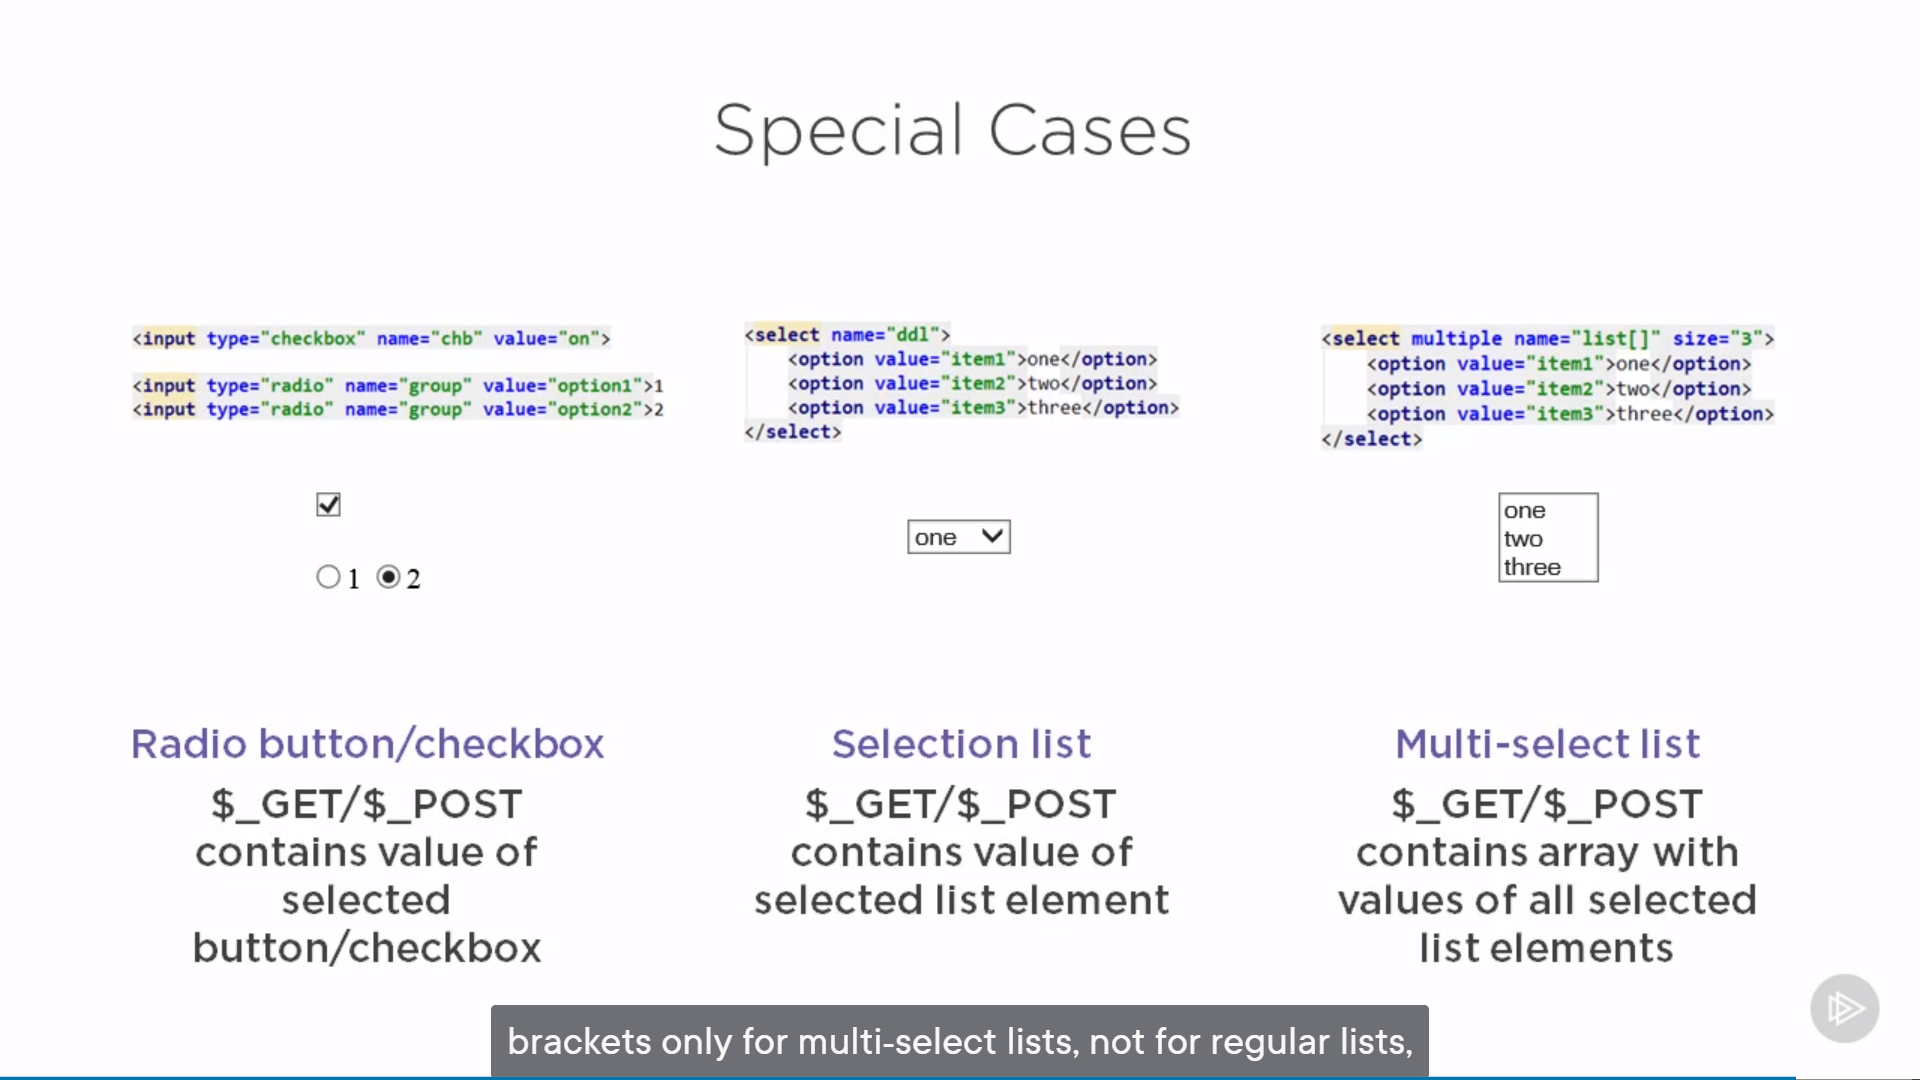 Special Cases
<input type="checkbox" name="chb" value="on">
<input type="radio" name="group" value="option1">1
<input type="radio" name="group" value="option2">2
1 2
Radio button/checkbox
$_GET/$_POST
contains value of
selected
button/checkbox
<select name="ddl">
<option value="item1">one</option>
<option value="item2">two</option>
<option value="item3">three</option>
</select>
one
Selection list
$_GET/$_POST
contains value of
selected list element
<select multiple name="list[]" size="3">
<option value="item1">one</option>
<option value="item2">two</option>
<option value="item3">three</option>
</select>
one
two
three
Multi-select list
$_GET/$_POST
contains array with
values of all selected
list elements
brackets only for multi-select lists, not for regular lists,